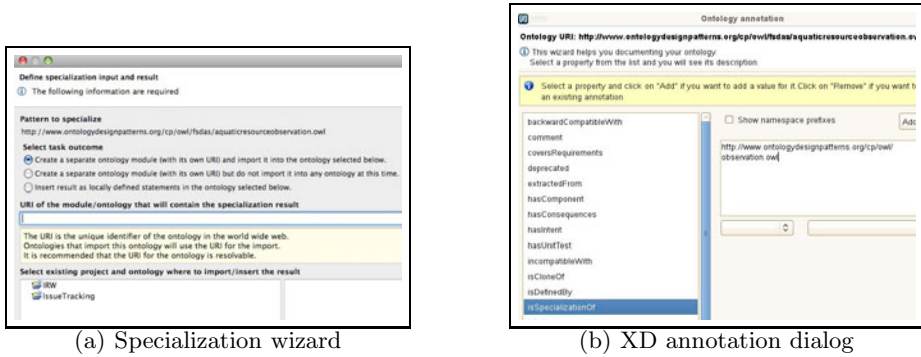 Define specialization input and result
The following information are required
Pattern to specialize
http://www.ontologydesignpatterns.org/cp/owl/fsdas/aquaticresourceobservation.owl
Select task outcome
Create a separate ontology module (with its own URI) and import it into the ontology selected below.
Create a separate ontology module (with its own URI) but do not import it into any ontology at this time.
Insert result as locally defined statements in the ontology selected below.
URI of the module/ontology that will contain the specialization result
The URI is the unique identifier of the ontology in the world wide web.
Ontologies that import this ontology will use the URI for the import.
It is recommended that the URI for the ontology is resolvable.
Select existing project and ontology where to import/insert the result
IRW
IssueTracking
(a) Specialization wizard
Ontology annotation
Ontology URI: http://www.ontologydesignpatterns.org/cp/owl/fsdas/aquaticresourceobservation.ow
This wizard helps you documenting your ontology
Select a property from the list and you will see its description
Select a property and click on "Add" if you want to add a value for it.Click on "Remove" if you want t
an existing annotation.
backwardCompatibleWith
comment
coversRequirements
deprecated
extractedFrom
hasComponent
hasConsequences
hasIntent
hasUnitTest
incompatibleWith
isCloneOf
isDefinedBy
isSpecializationOf
Show namespace prefixes
Add
http://www.ontologydesignpatterns.org/cp/owl/
observation.owl
(b) XD annotation dialog